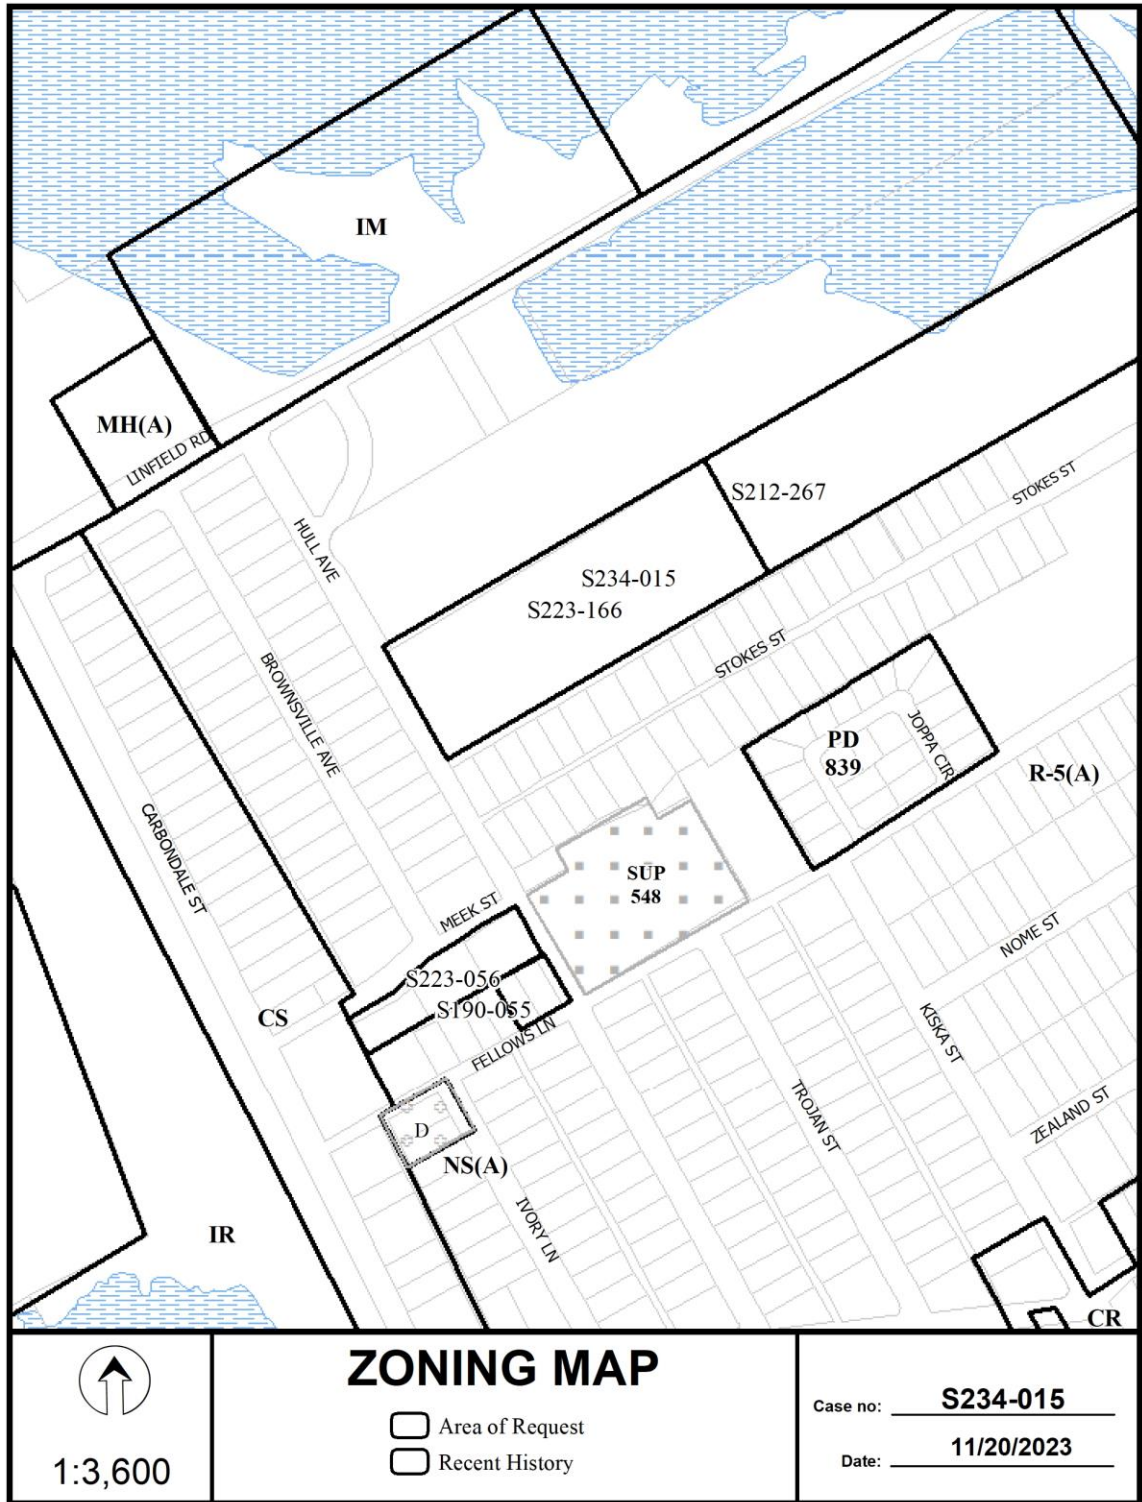 IM
MH(A)
LINFIELD RD
HULL AVE
S212-267
STOKES ST
S234-015
S223-166
STOKES ST
BROWNSVILLE AVE
JOPPA CIR
PD
839
R-5(A)
CARBONDALE ST
SUP
548
MEEK ST
NOME ST
S223-056
S190-055
CS
FELLOWS LN
KISKA ST
TROJAN ST
ZEALAND ST
D
NS(A)
IVORY LN
IR
CR
1:3,600
ZONING MAP
Area of Request
Recent History
Case no: S234-015
Date: 11/20/2023